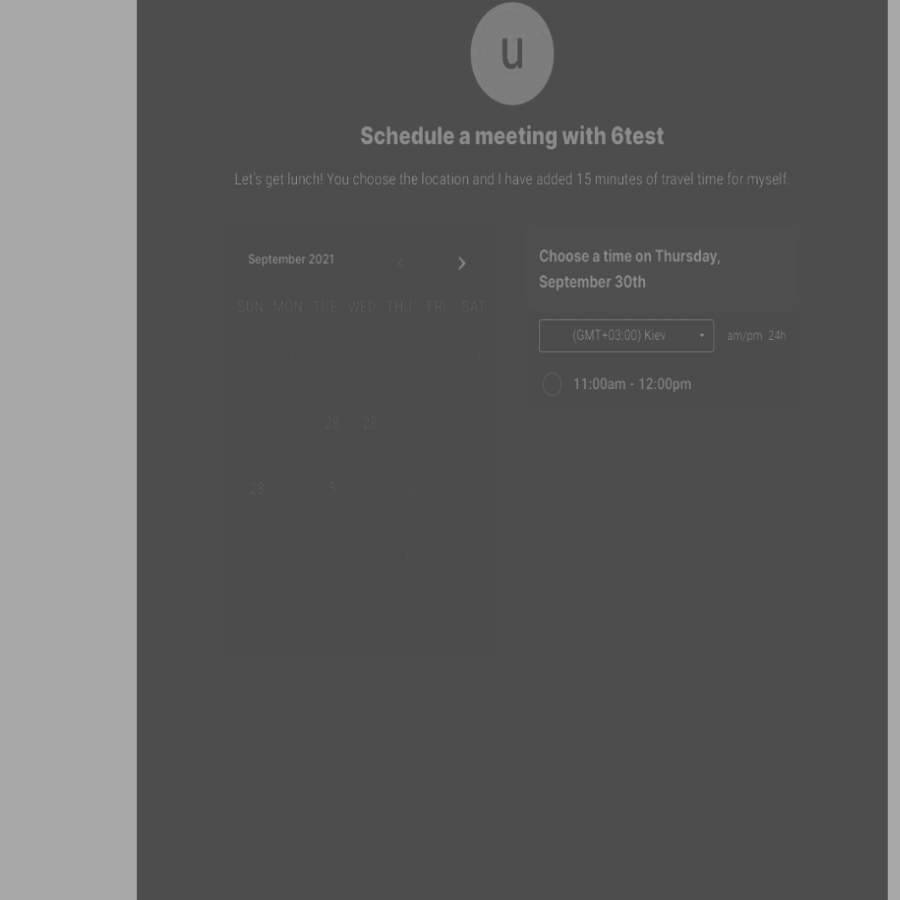 u
Schedule a meeting with 6test
Let's get lunch! You choose the location and I have added 15 minutes of travel time for myself.
September 2021
SUN MON TUE WED THU FRI SAT
28 26
28 5
Choose a time on Thursday,
September 30th
(GMT+03:00) Kiev
am/pm 24h
11:00am - 12:00pm